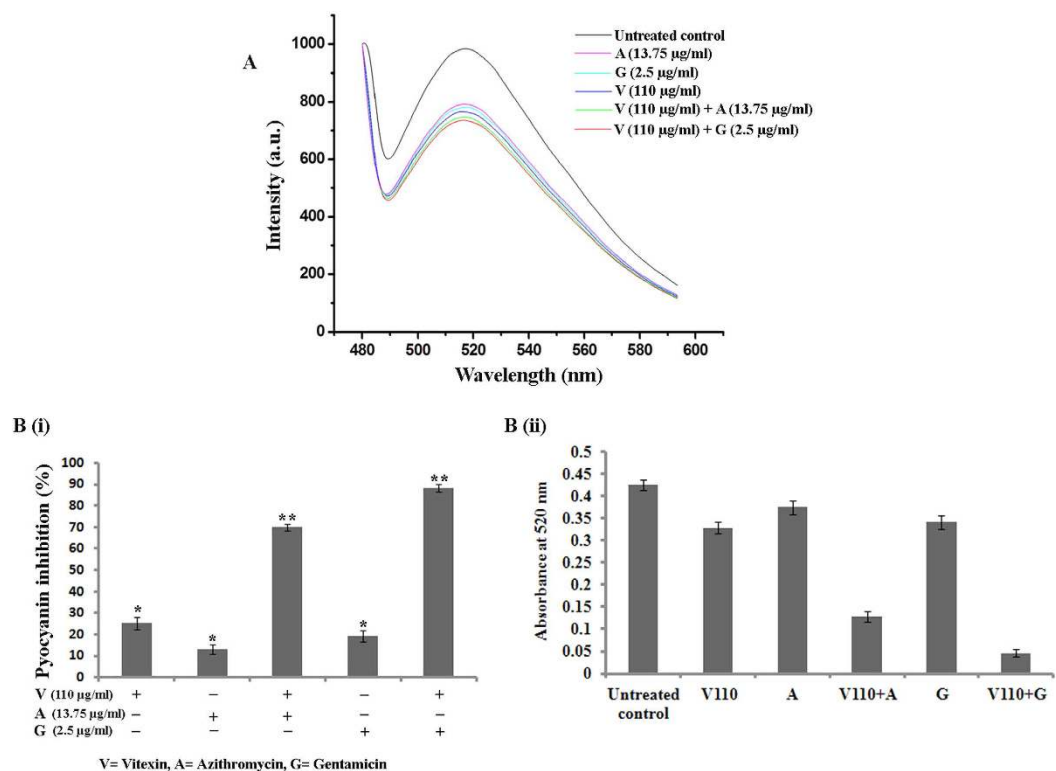 A
Untreated control
A (13.75 µg/ml)
G (2.5 µg/ml)
V (110 µg/ml)
V (110 µg/ml) + A (13.75 µg/ml)
V (110 µg/ml) + G (2.5 µg/ml)
Intensity (a.u.)
1000
800
600
400
200
0
480 500 520 540 560 580 600
Wavelength (nm)
B (i)
Pyocyanin inhibition (%)
100
90
80
70
60
50
40
30
20
10
0
* * ** * **
V (110 µg/ml) + – + – +
A (13.75 µg/ml) – + + – –
G (2.5 µg/ml) – – – + +
V= Vitexin, A= Azithromycin, G= Gentamicin
B (ii)
Absorbance at 520 nm
0.45
0.4
0.35
0.3
0.25
0.2
0.15
0.1
0.05
0
Untreated control V110 A V110+A G V110+G